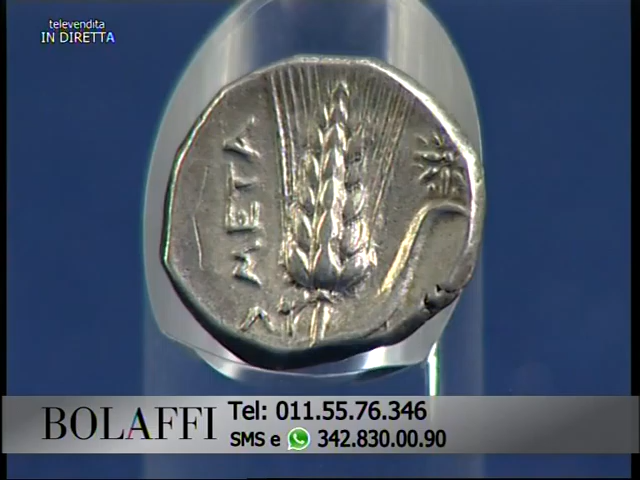 televendita
IN DIRETTA
META
BOLAFFI
Tel: 011.55.76.346
SMS e 342.830.00.90